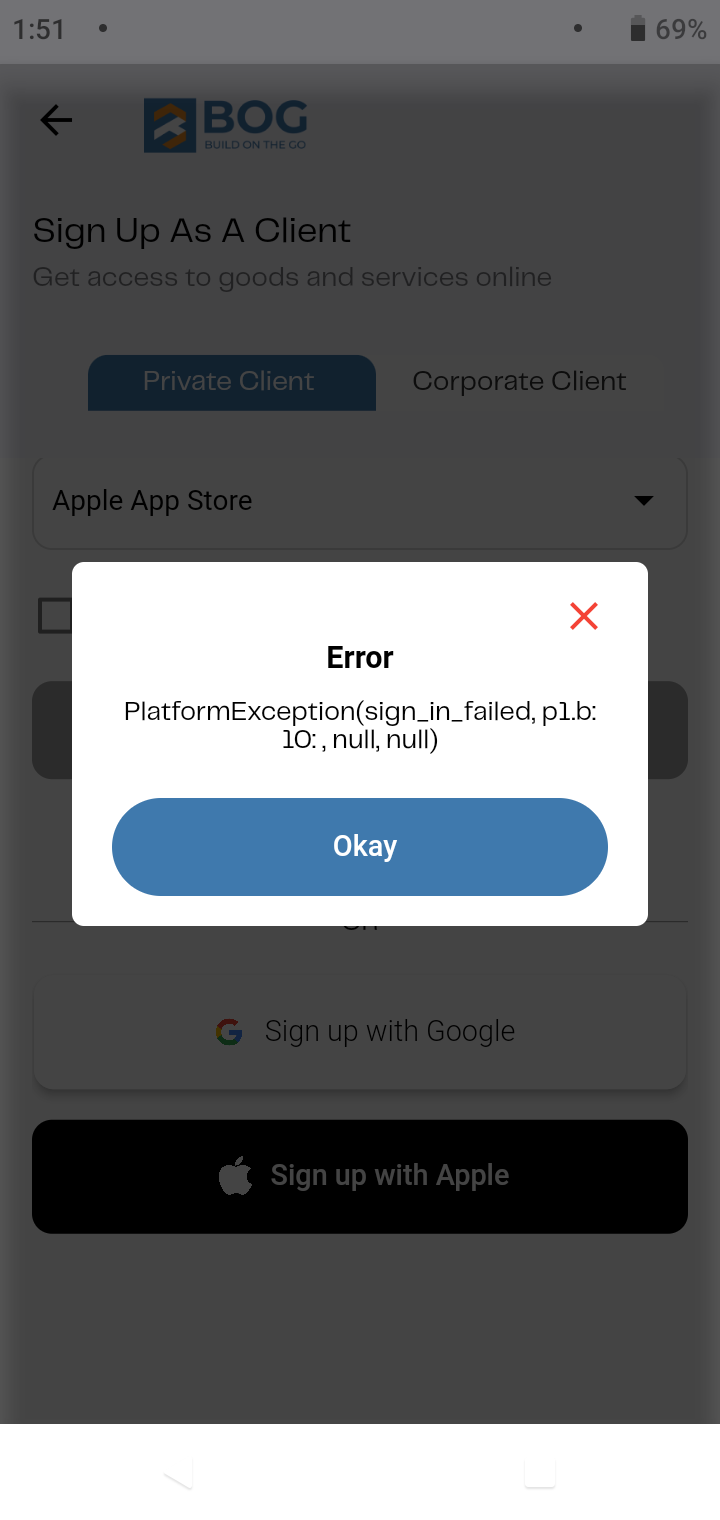 1:51
69%
BOG
BUILD ON THE GO
Sign Up As A Client
Get access to goods and services online
Private Client
Corporate Client
Apple App Store
Error
PlatformException(sign_in_failed, p1.b:
10: , null, null)
Okay
Sign up with Google
Sign up with Apple